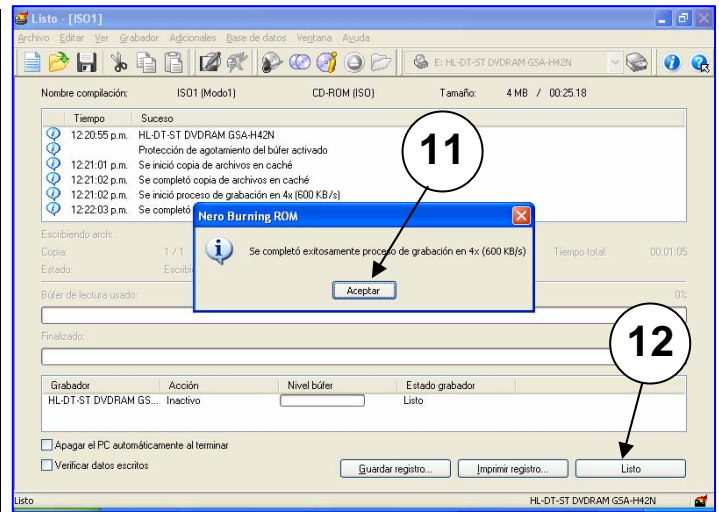 Listo - [ISO1]
Archivo Editar Ver Grabador Adicionales Base de datos Ventana Ayuda
E: HL-DT-ST DVDRAM GSA-H42N
Nombre compilación: ISO1 (Modo1) CD-ROM (ISO) Tamaño: 4 MB / 00:25.18
Tiempo Suceso
12:20:55 p.m. HL-DT-ST DVDRAM GSA-H42N
Protección de agotamiento del búfer activado
12:21:01 p.m. Se inició copia de archivos en caché
12:21:02 p.m. Se completó copia de archivos en caché
12:21:02 p.m. Se inició proceso de grabación en 4x (600 KB/s)
12:22:03 p.m. Se completó
11
Nero Burning ROM
Se completó exitosamente proceso de grabación en 4x (600 KB/s)
Aceptar
Escribiendo arch:
Copia: 1 / 1 Tiempo total: 00:01:05
Estado: Escribi
Búfer de lectura usado: 0%
Finalizado:
12
Grabador Acción Nivel búfer Estado grabador
HL-DT-ST DVDRAM GS... Inactivo Listo
Apagar el PC automáticamente al terminar
Verificar datos escritos
Guardar registro... Imprimir registro... Listo
Listo HL-DT-ST DVDRAM GSA-H42N